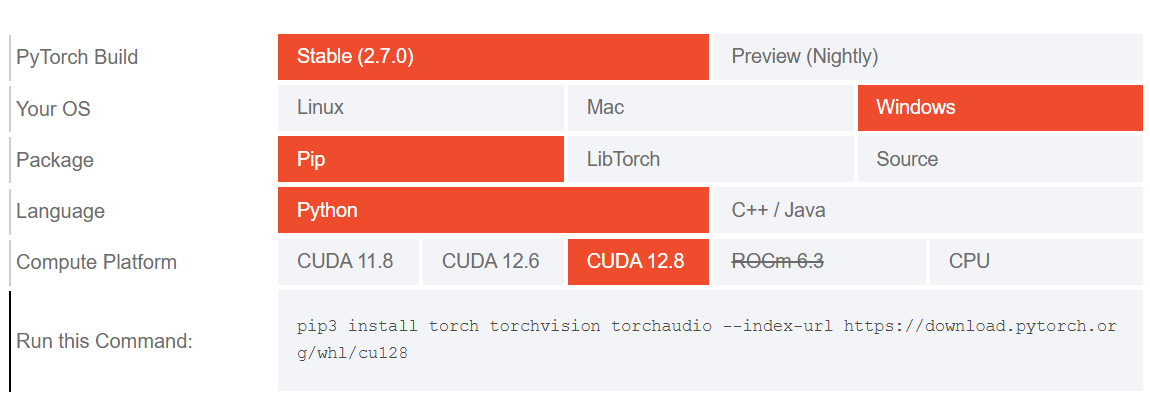 PyTorch Build
Stable (2.7.0)
Preview (Nightly)
Your OS
Linux
Mac
Windows
Package
Pip
LibTorch
Source
Language
Python
C++ / Java
Compute Platform
CUDA 11.8
CUDA 12.6
CUDA 12.8
ROCm 6.3
CPU
Run this Command:
pip3 install torch torchvision torchaudio --index-url https://download.pytorch.or
g/whl/cu128